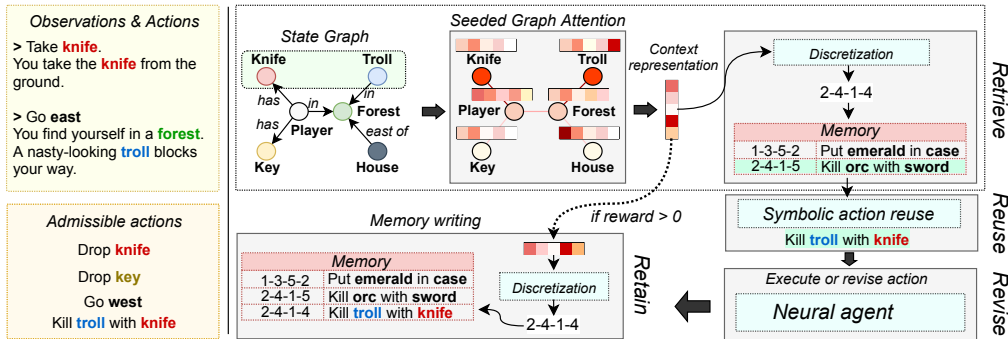 Observations & Actions
> Take knife.
You take the knife from the
ground.
> Go east
You find yourself in a forest.
A nasty-looking troll blocks
your way.
Admissible actions
Drop knife
Drop key
Go west
Kill troll with knife
State Graph
Knife
Troll
has
in
in
Player
Forest
has
east of
Key
House
Seeded Graph Attention
Knife
Troll
Player
Forest
Key
House
Context
representation
Discretization
2-4-1-4
Memory
1-3-5-2 Put emerald in case
2-4-1-5 Kill orc with sword
Retrieve
if reward > 0
Symbolic action reuse
Kill troll with knife
Reuse
Execute or revise action
Neural agent
Revise
Memory writing
Memory
1-3-5-2 Put emerald in case
2-4-1-5 Kill orc with sword
2-4-1-4 Kill troll with knife
Discretization
2-4-1-4
Retain